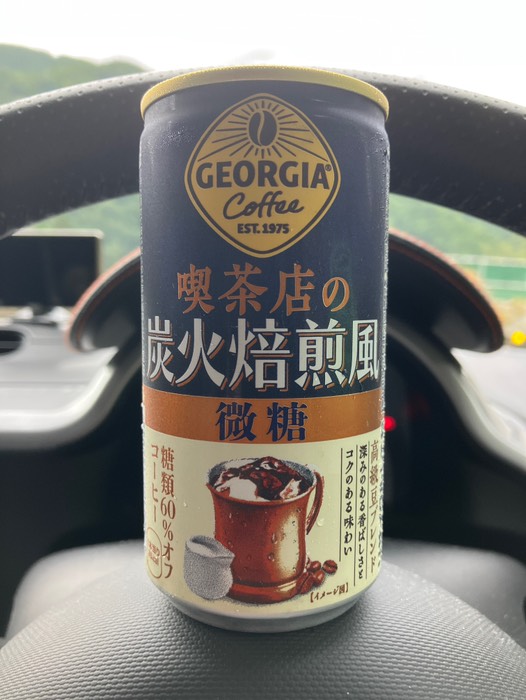 GEORGIA®
Coffee
EST. 1975
喫茶店の
炭火焙煎風
微糖
糖類60%オフ
コーヒー
高級豆ブレンド
深みのある香ばしさと
コクのある味わい
【イメージ図】